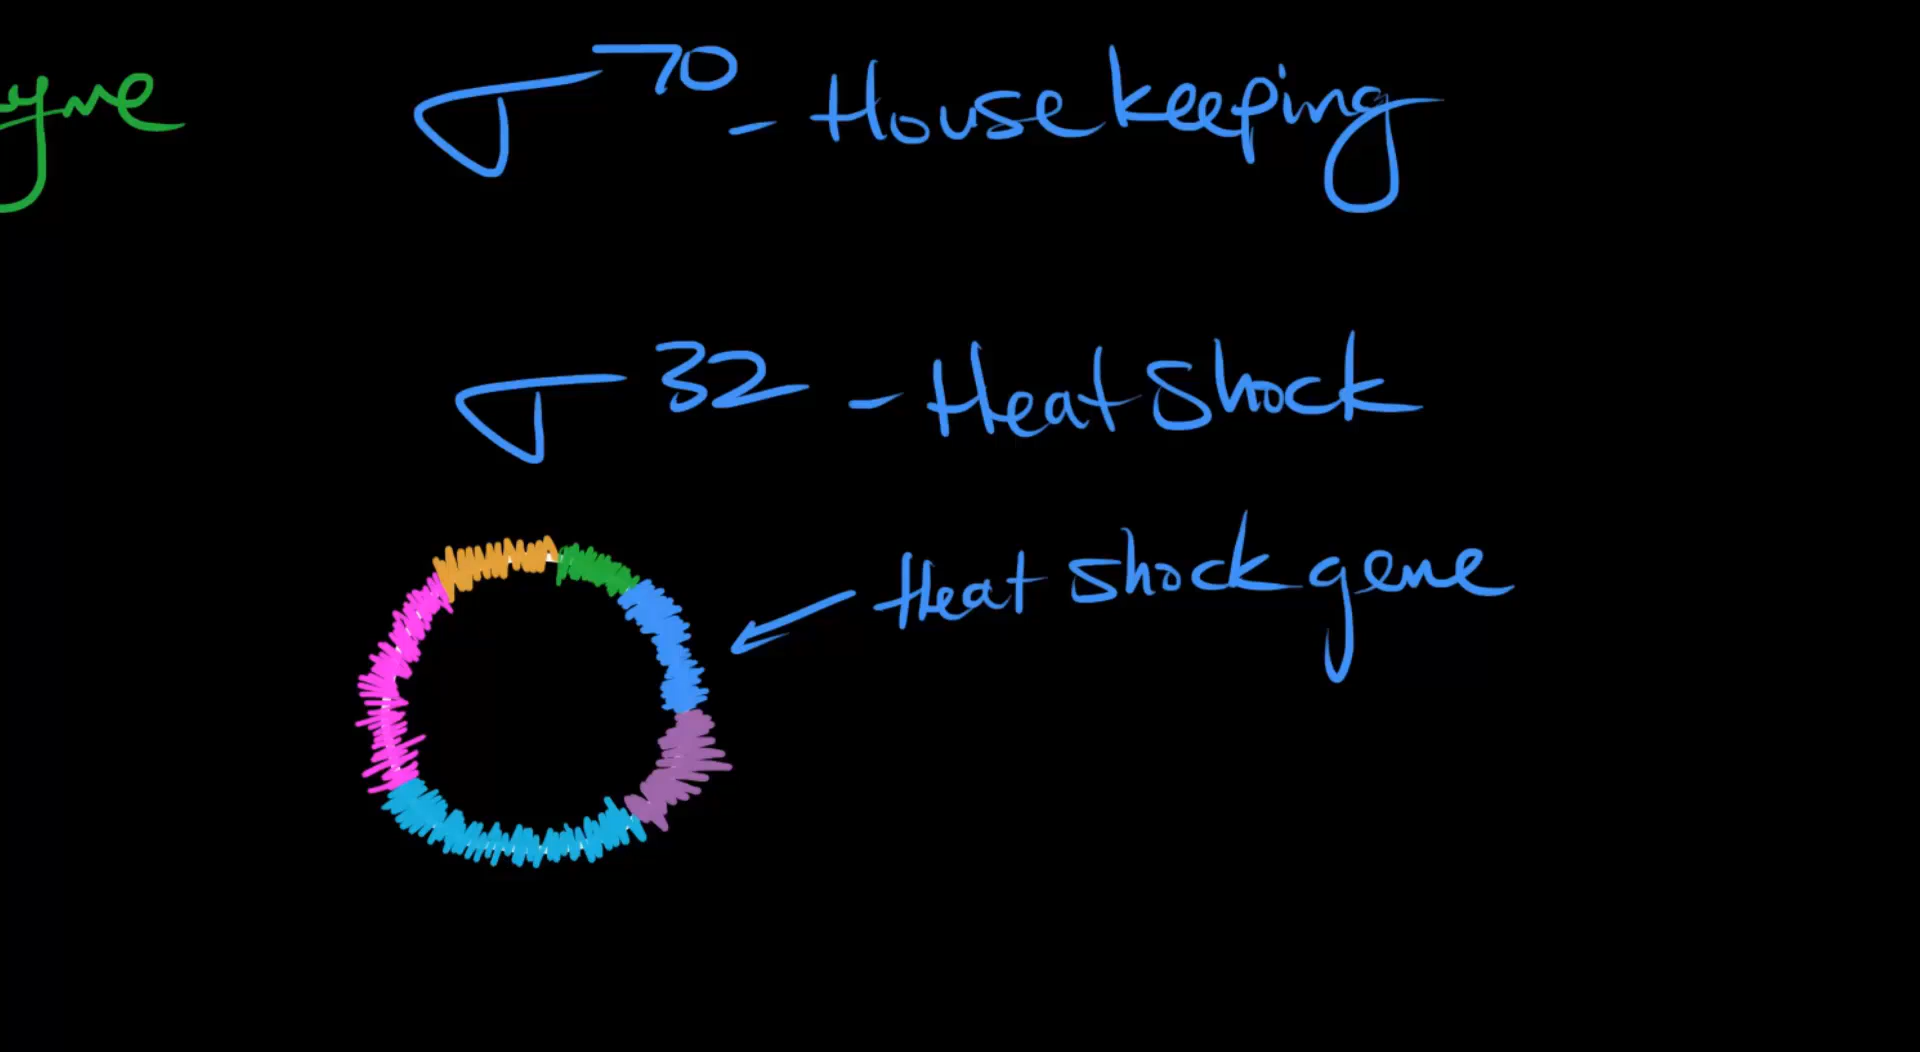 σ⁷⁰ - Housekeeping
σ³² - Heat shock
Heat shock gene